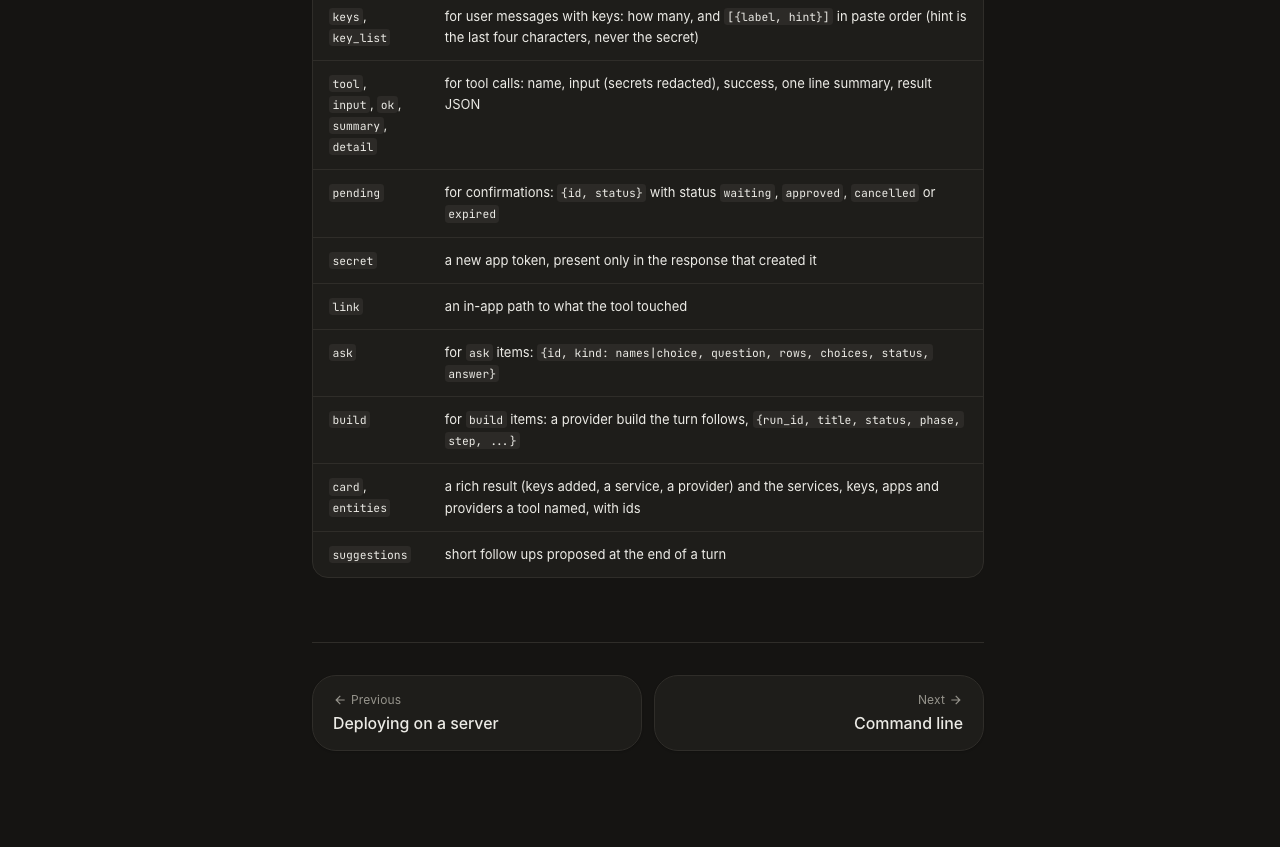 keys, for user messages with keys: how many, and [{label, hint}] in paste order (hint is
key_list the last four characters, never the secret)
tool, for tool calls: name, input (secrets redacted), success, one line summary, result
input, ok, JSON
summary,
detail
pending for confirmations: {id, status} with status waiting, approved, cancelled or
expired
secret a new app token, present only in the response that created it
link an in-app path to what the tool touched
ask for ask items: {id, kind: names|choice, question, rows, choices, status,
answer}
build for build items: a provider build the turn follows, {run_id, title, status, phase,
step, ...}
card, a rich result (keys added, a service, a provider) and the services, keys, apps and
entities providers a tool named, with ids
suggestions short follow ups proposed at the end of a turn
← Previous
Deploying on a server
Next →
Command line